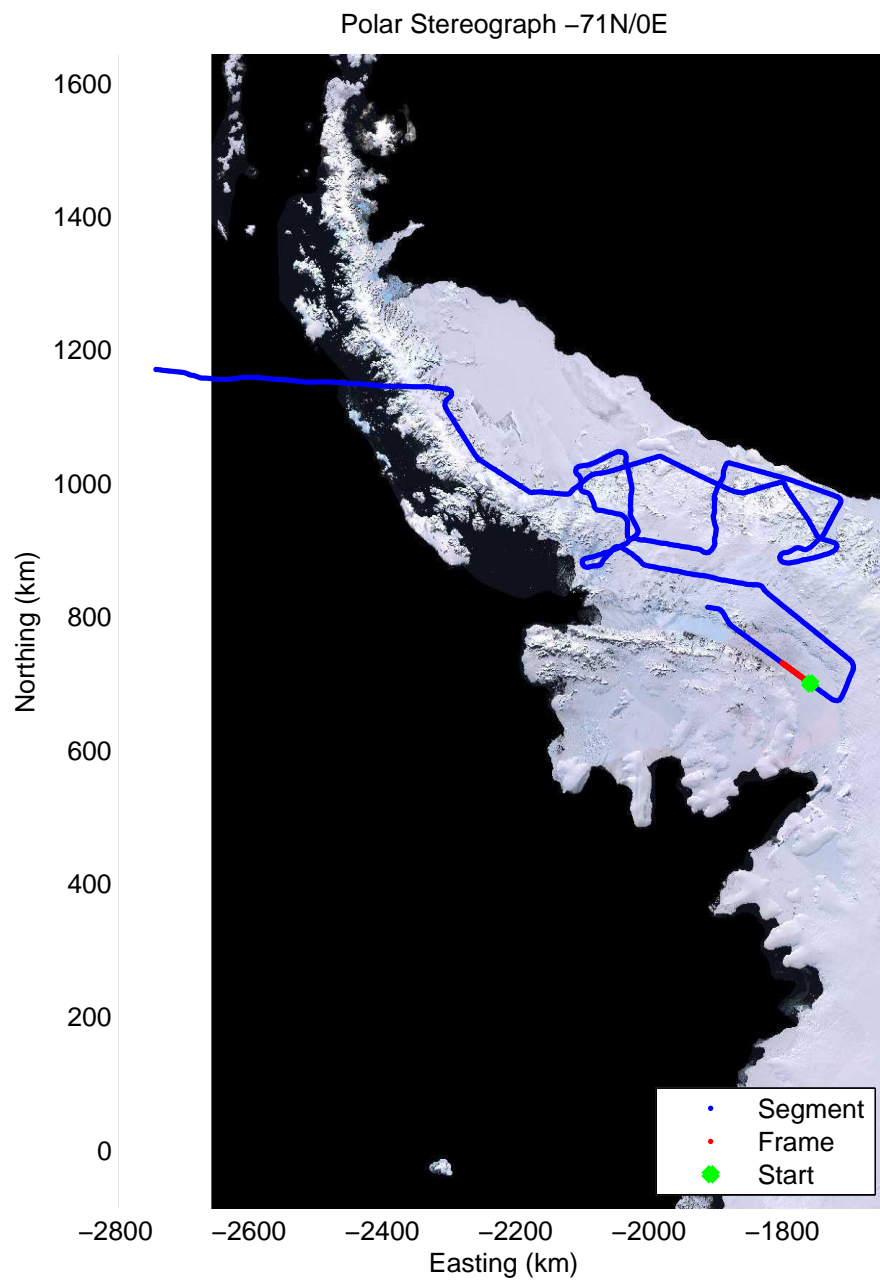 Polar Stereograph −71N/0E
1600
1400
1200
1000
800
600
400
200
0
Northing (km)
−2800 −2600 −2400 −2200 −2000 −1800
Easting (km)
Segment
Frame
Start